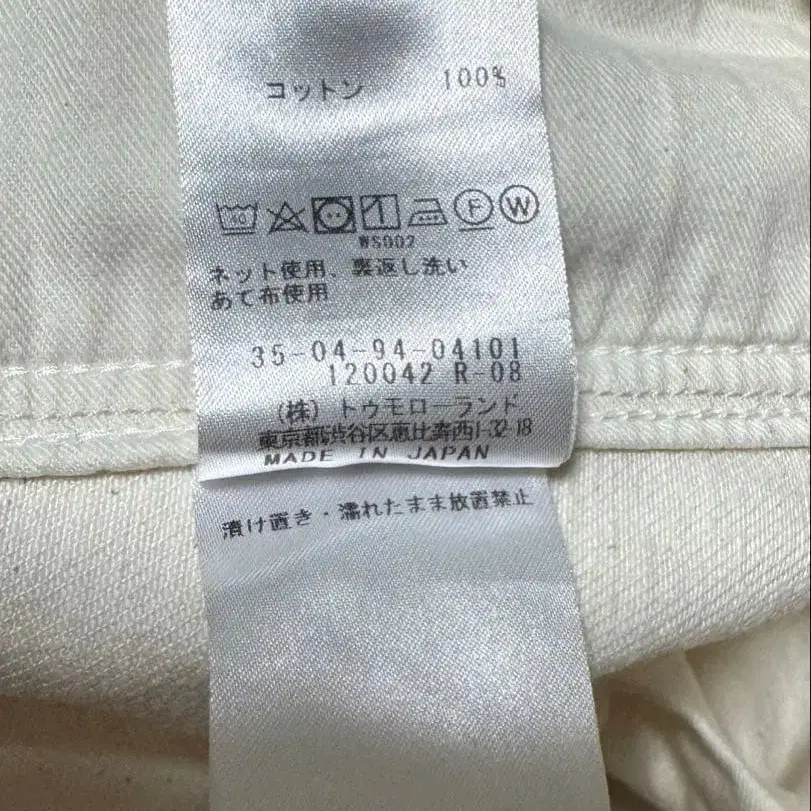 コットン 100%
WS002
ネット使用、裏返し洗い
あて布使用
35-04-94-04101
120042 R-08
(株) トゥモローランド
東京都渋谷区恵比寿西1-32-18
MADE IN JAPAN
漬け置き・濡れたまま放置禁止